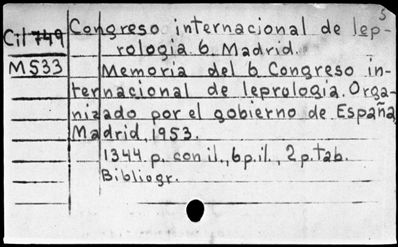 5
Cil 749 Congreso internacional de lep-
rologia 6. Madrid.
M533 Memoria del 6 Congreso in-
ternacional de leprologia. Orga-
nizado por el gobierno de España,
Madrid, 1953.
1344.p. con il., 6p.il., 2p.tab.
Bibliogr.